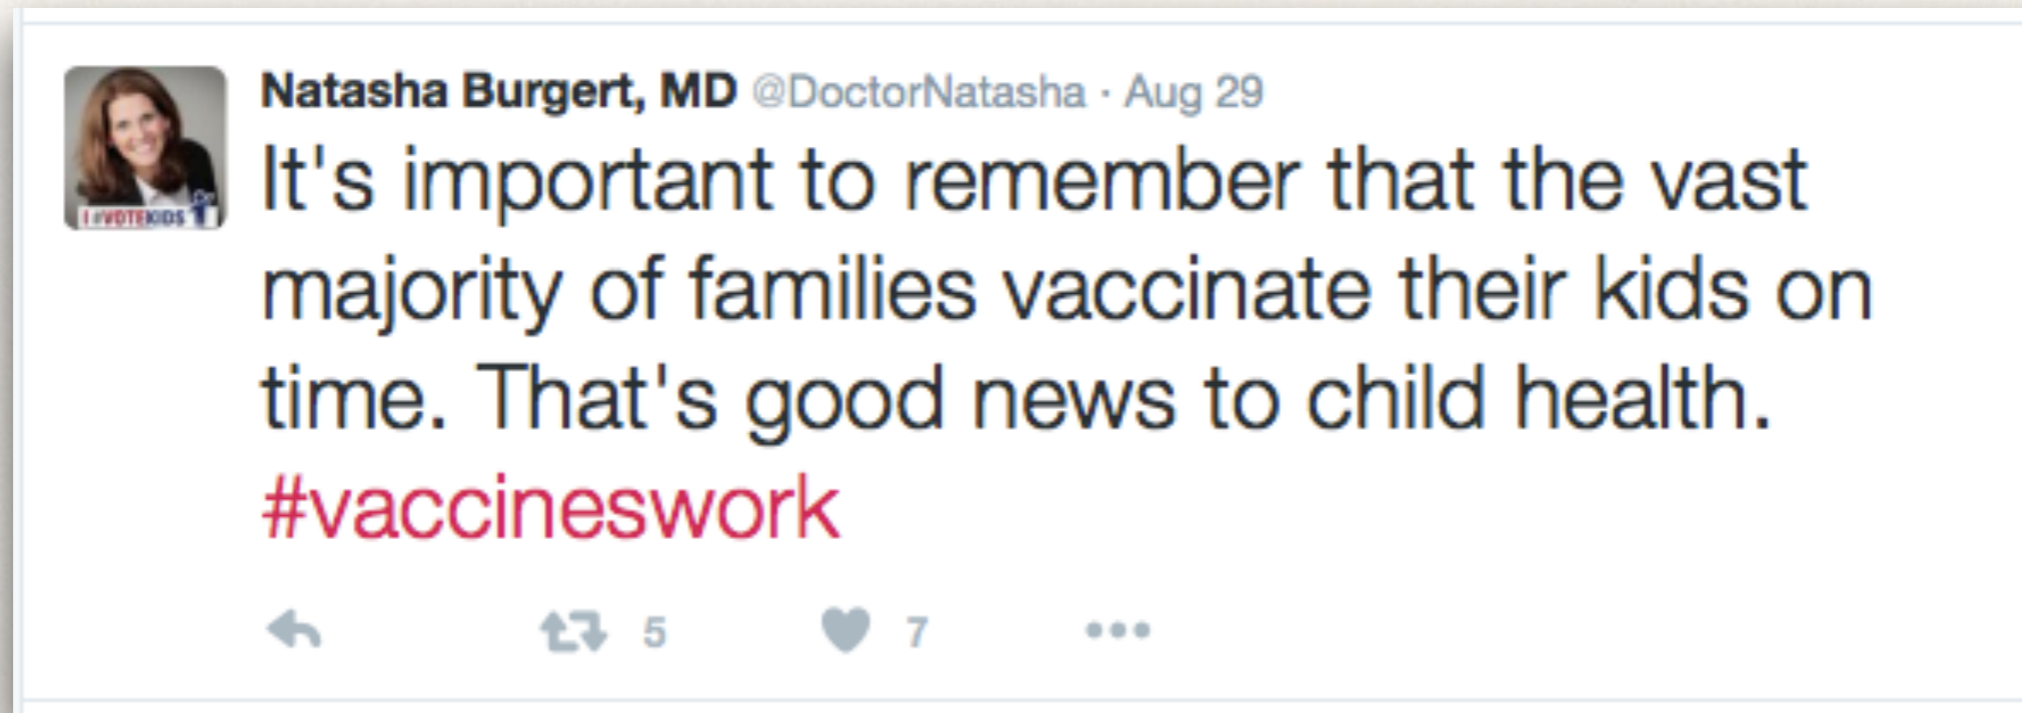 Natasha Burgert, MD @DoctorNatasha · Aug 29
It's important to remember that the vast
majority of families vaccinate their kids on
time. That's good news to child health.
#vaccineswork
5 7
I #VOTEKIDS